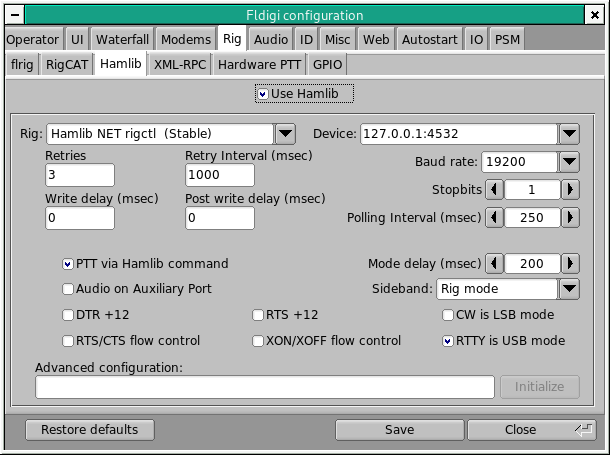 Fldigi configuration
Operator UI Waterfall Modems Rig Audio ID Misc Web Autostart IO PSM
flrig RigCAT Hamlib XML-RPC Hardware PTT GPIO
Use Hamlib
Rig: Hamlib NET rigctl (Stable) Device: 127.0.0.1:4532
Retries Retry Interval (msec) Baud rate: 19200
3 1000
Stopbits 1
Write delay (msec) Post write delay (msec)
0 0 Polling Interval (msec) 250
PTT via Hamlib command Mode delay (msec) 200
Audio on Auxiliary Port Sideband: Rig mode
DTR +12 RTS +12 CW is LSB mode
RTS/CTS flow control XON/XOFF flow control RTTY is USB mode
Advanced configuration:
Initialize
Restore defaults Save Close